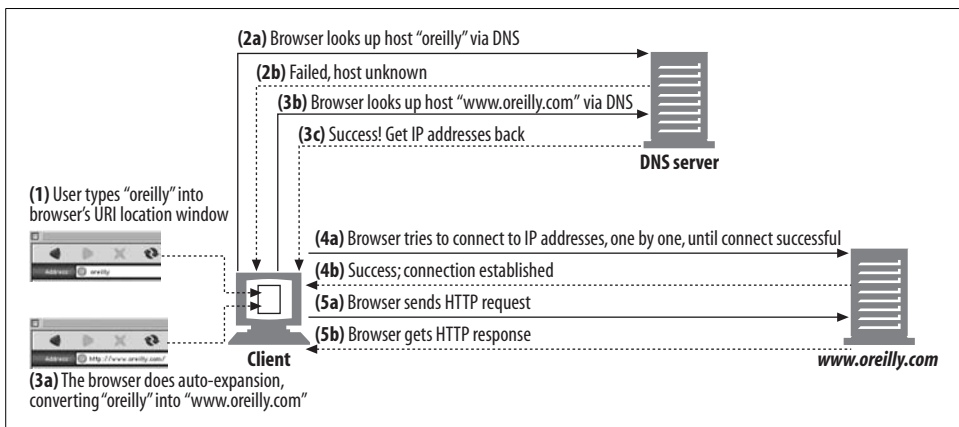 (2a) Browser looks up host “oreilly” via DNS
(2b) Failed, host unknown
(3b) Browser looks up host “www.oreilly.com” via DNS
(3c) Success! Get IP addresses back
DNS server
(1) User types “oreilly” into
browser’s URI location window
Address oreilly
(4a) Browser tries to connect to IP addresses, one by one, until connect successful
(4b) Success; connection established
(5a) Browser sends HTTP request
(5b) Browser gets HTTP response
Address http://www.oreilly.com/
Client
www.oreilly.com
(3a) The browser does auto-expansion,
converting “oreilly” into “www.oreilly.com”